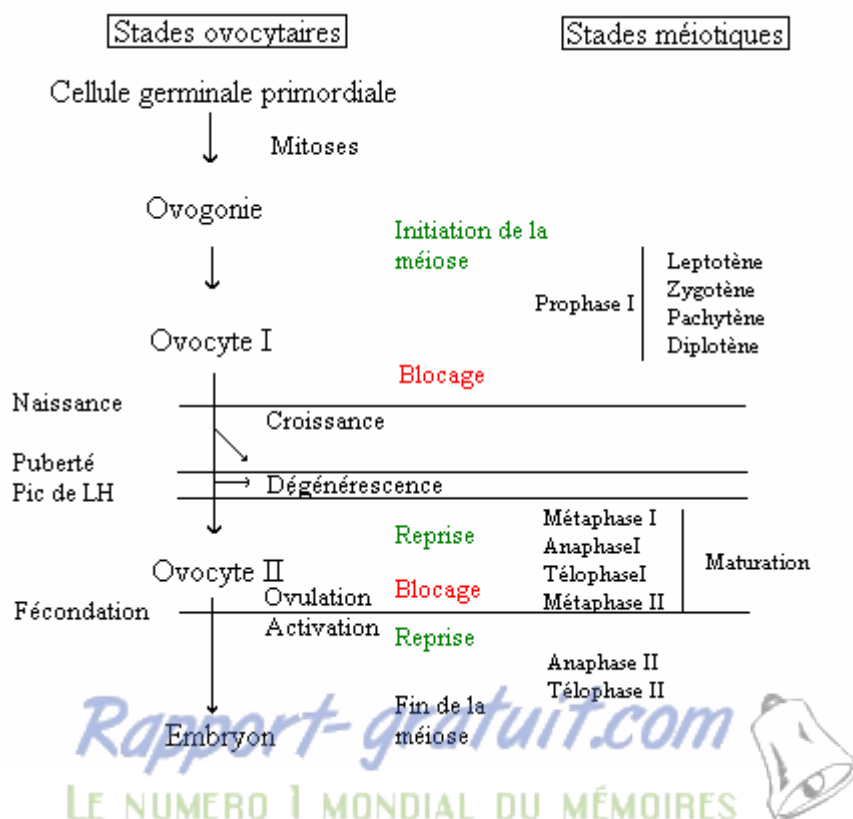 Stades ovocytaires
Stades méiotiques
Cellule germinale primordiale
Mitoses
Ovogonie
Initiation de la
méiose
Leptotène
Zygotène
Prophase I
Pachytène
Diplotène
Ovocyte I
Blocage
Naissance
Croissance
Puberté
Pic de LH
Dégénérescence
Reprise
Métaphase I
AnaphaseI
TélophaseI
Métaphase II
Maturation
Ovocyte II
Ovulation
Blocage
Fécondation
Activation
Reprise
Anaphase II
Télophase II
Fin de la
méiose
Embryon
Rapport-gratuit.com
LE NUMERO 1 MONDIAL DU MÉMOIRES